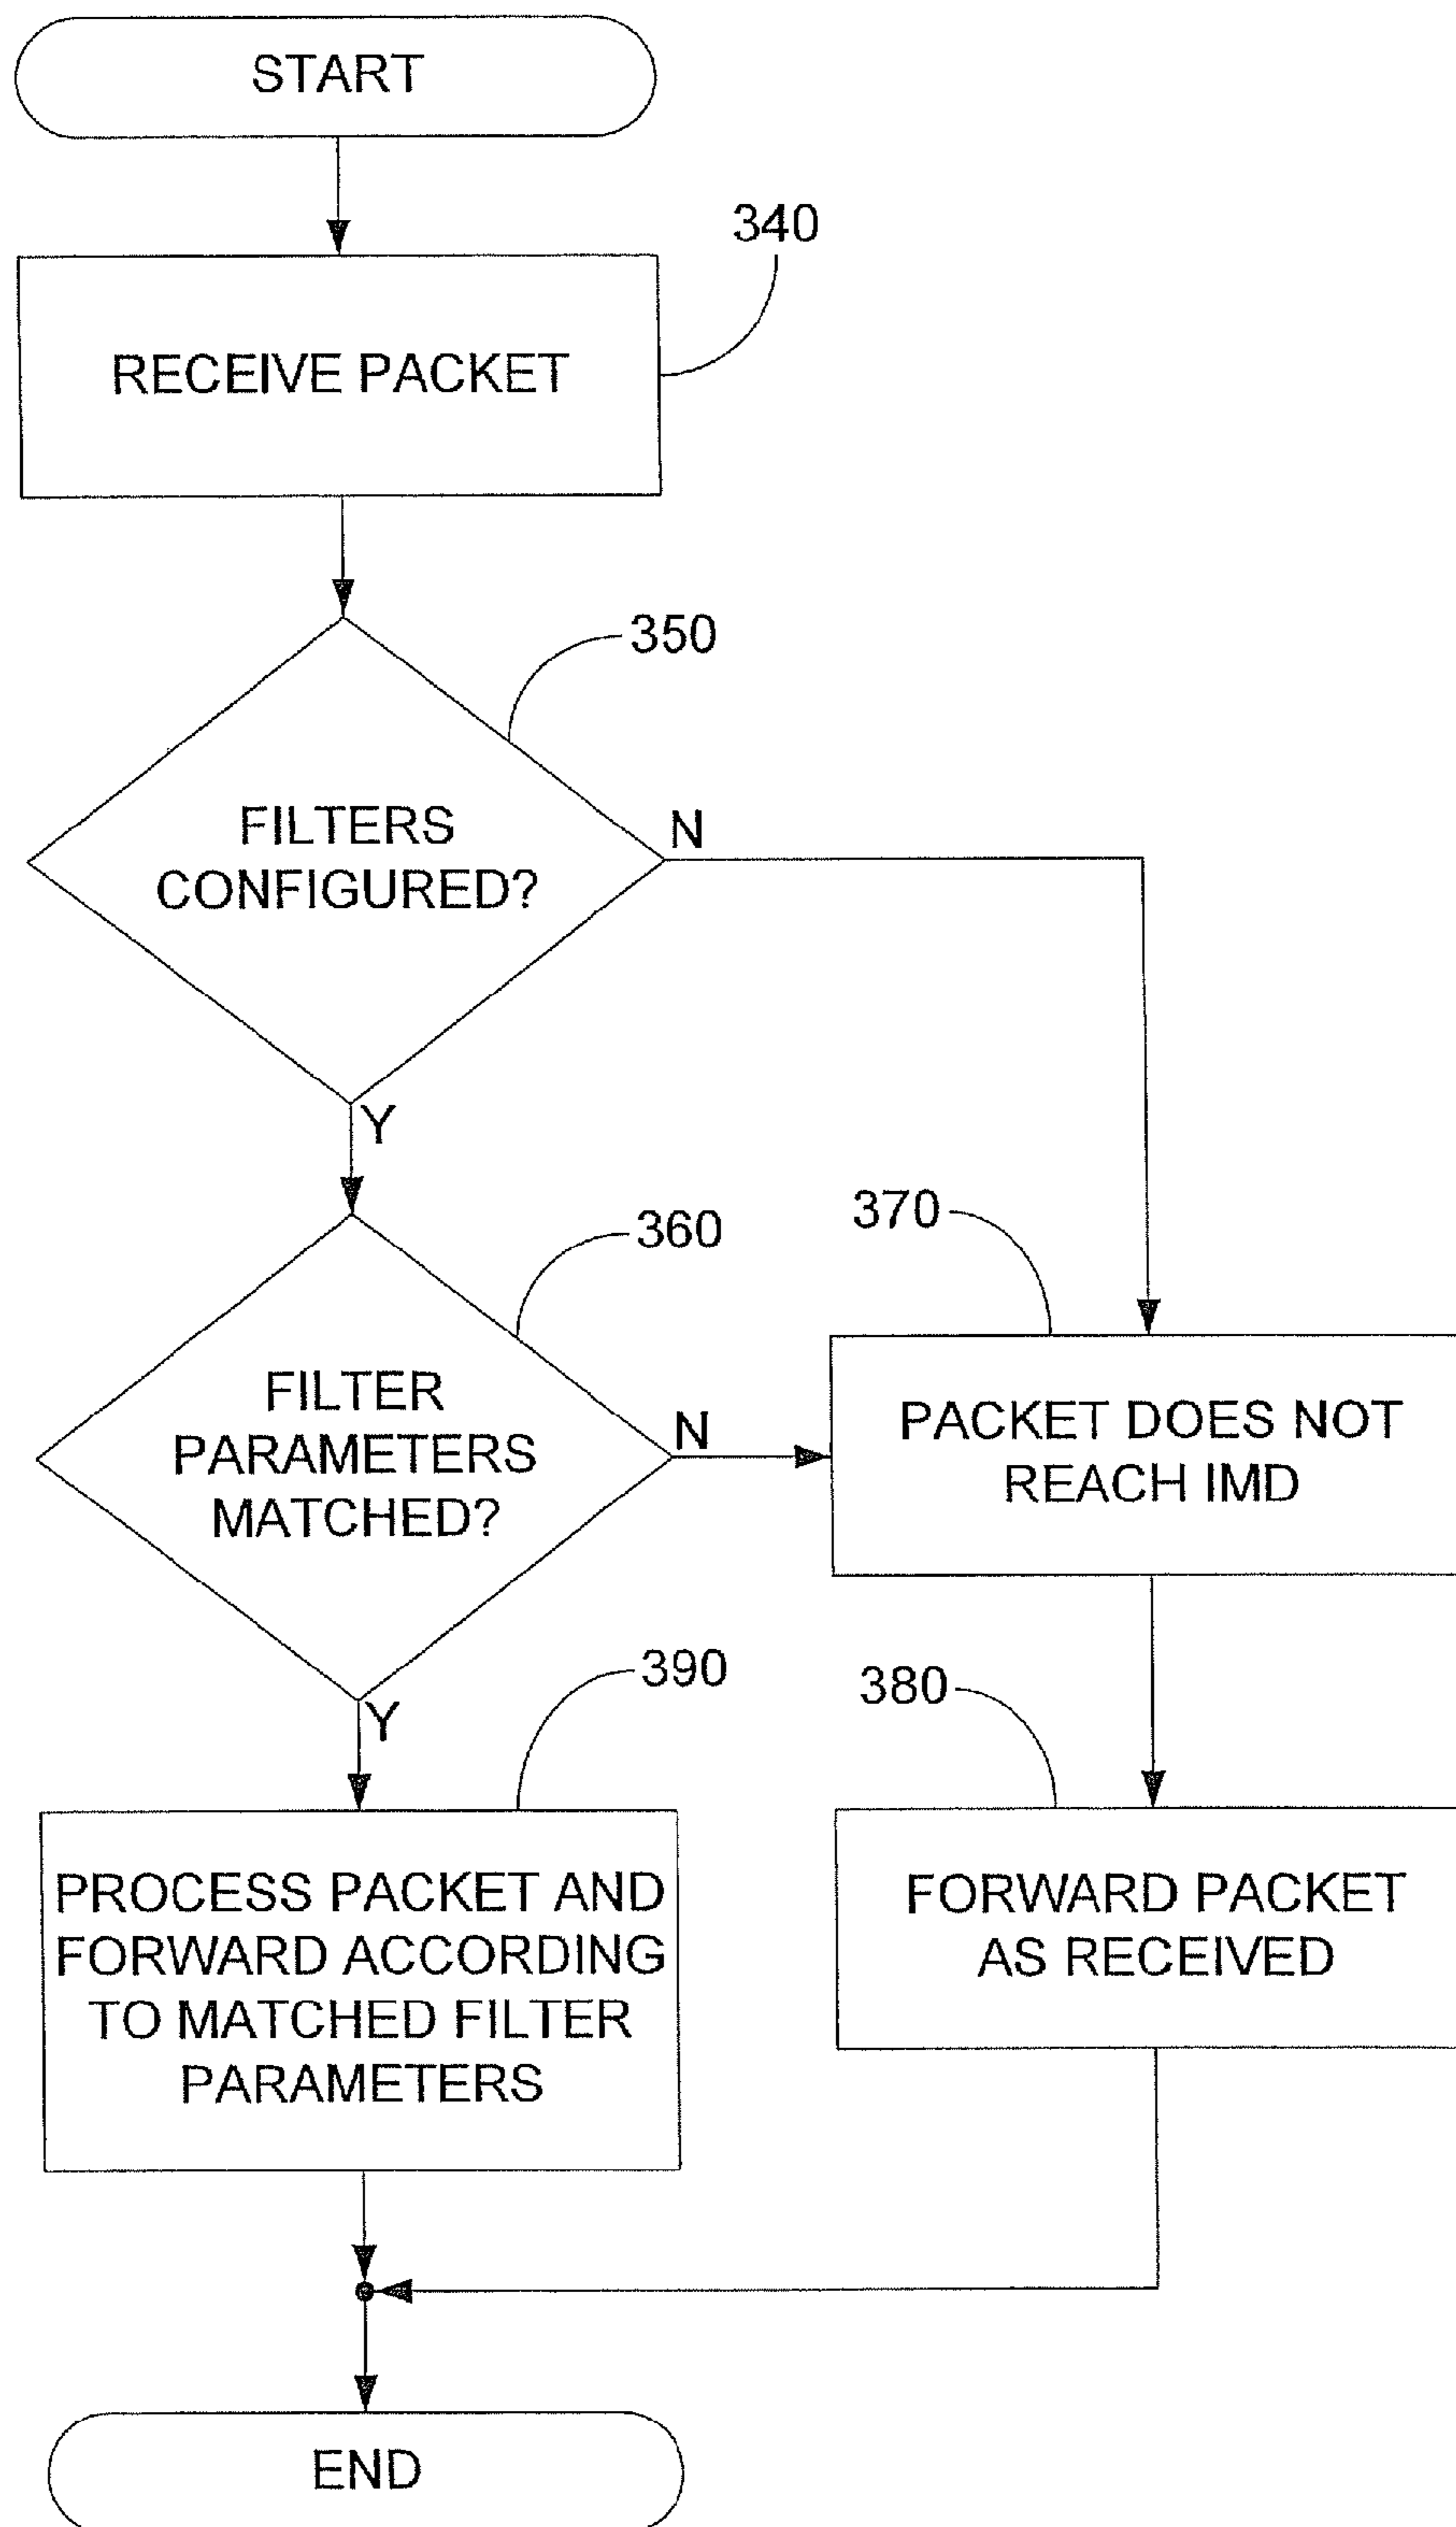 START
340
RECEIVE PACKET
350
FILTERS
CONFIGURED?
N
Y
360
370
FILTER
PARAMETERS
MATCHED?
N
PACKET DOES NOT
REACH IMD
Y
390
380
PROCESS PACKET AND
FORWARD ACCORDING
TO MATCHED FILTER
PARAMETERS
FORWARD PACKET
AS RECEIVED
END